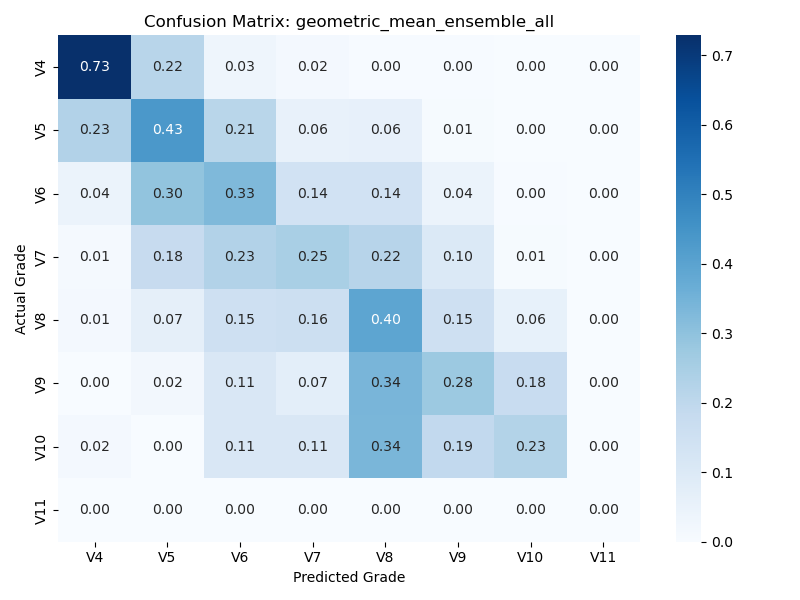 Confusion Matrix: geometric_mean_ensemble_all
V4 0.73 0.22 0.03 0.02 0.00 0.00 0.00 0.00
V5 0.23 0.43 0.21 0.06 0.06 0.01 0.00 0.00
V6 0.04 0.30 0.33 0.14 0.14 0.04 0.00 0.00
V7 0.01 0.18 0.23 0.25 0.22 0.10 0.01 0.00
V8 0.01 0.07 0.15 0.16 0.40 0.15 0.06 0.00
V9 0.00 0.02 0.11 0.07 0.34 0.28 0.18 0.00
V10 0.02 0.00 0.11 0.11 0.34 0.19 0.23 0.00
V11 0.00 0.00 0.00 0.00 0.00 0.00 0.00 0.00
V4 V5 V6 V7 V8 V9 V10 V11
Predicted Grade
Actual Grade
0.7
0.6
0.5
0.4
0.3
0.2
0.1
0.0